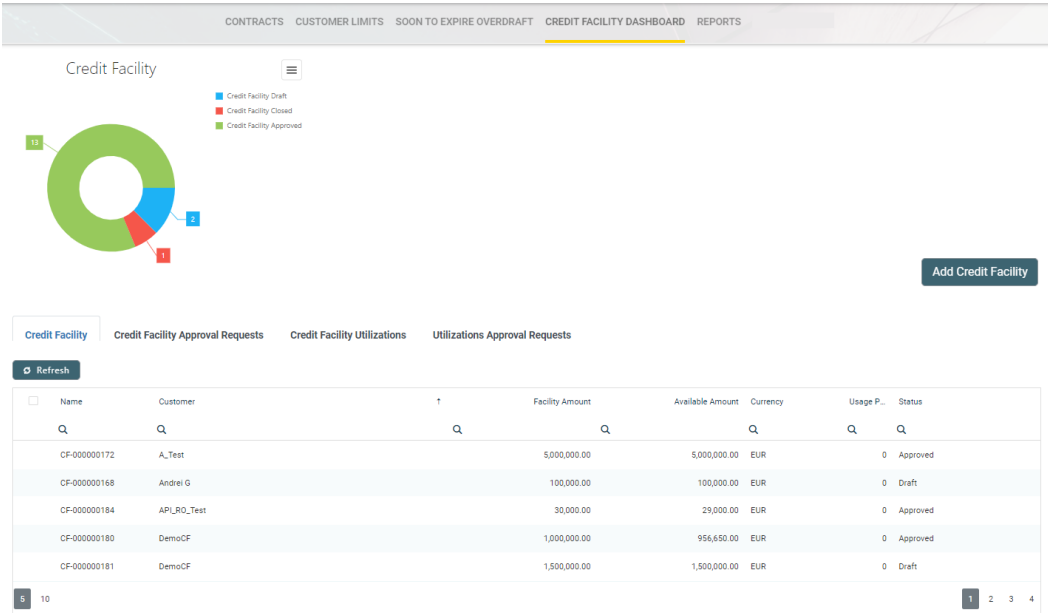 CONTRACTS CUSTOMER LIMITS SOON TO EXPIRE OVERDRAFT CREDIT FACILITY DASHBOARD REPORTS
Credit Facility
Credit Facility Draft
Credit Facility Closed
Credit Facility Approved
13
2
1
Add Credit Facility
Credit Facility Credit Facility Approval Requests Credit Facility Utilizations Utilizations Approval Requests
Refresh
Name Customer ↑ Facility Amount Available Amount Currency Usage P... Status
CF-000000172 A_Test 5,000,000.00 5,000,000.00 EUR 0 Approved
CF-000000168 Andrei G 100,000.00 100,000.00 EUR 0 Draft
CF-000000184 API_RO_Test 30,000.00 29,000.00 EUR 0 Approved
CF-000000180 DemoCF 1,000,000.00 956,650.00 EUR 0 Approved
CF-000000181 DemoCF 1,500,000.00 1,500,000.00 EUR 0 Draft
5 10 1 2 3 4